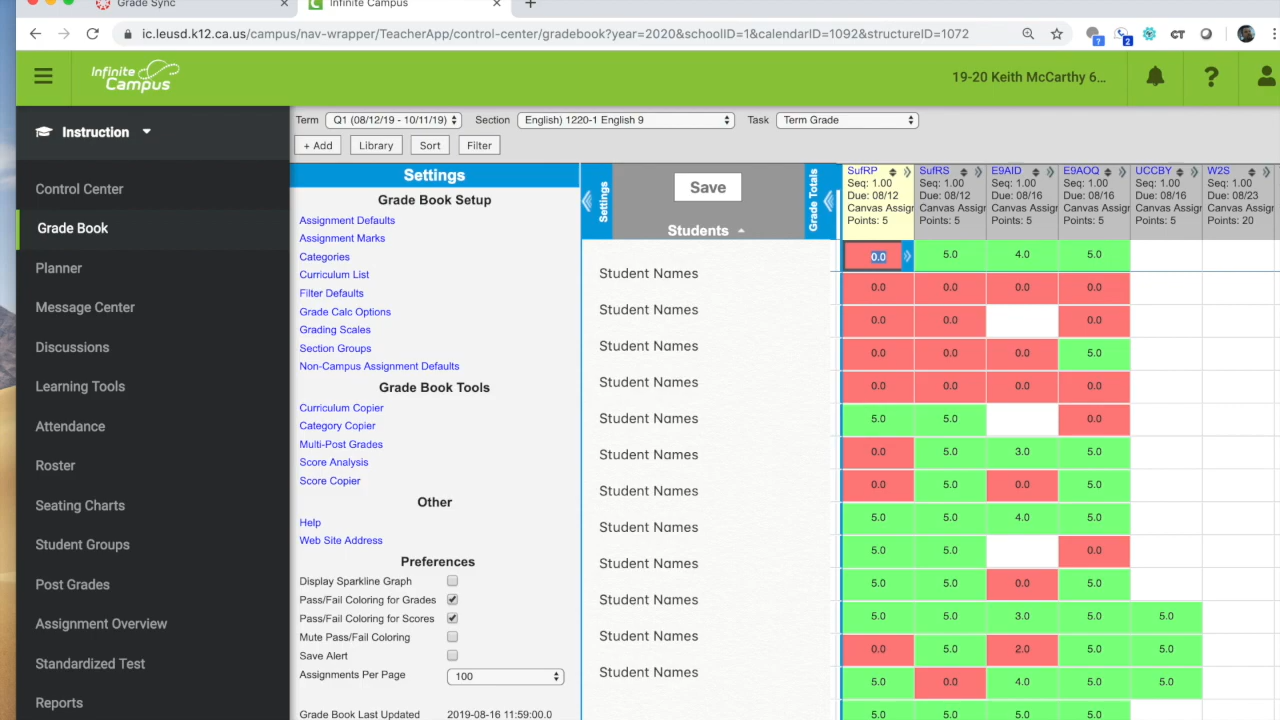 Grade Sync
Infinite Campus
ic.leusd.k12.ca.us/campus/nav-wrapper/TeacherApp/control-center/gradebook?year=2020&schoolID=1&calendarID=1092&structureID=1072
?
2
CT
Infinite
Campus
19-20 Keith McCarthy 6...
?
Instruction
Control Center
Grade Book
Planner
Message Center
Discussions
Learning Tools
Attendance
Roster
Seating Charts
Student Groups
Post Grades
Assignment Overview
Standardized Test
Reports
Term Q1 (08/12/19 - 10/11/19) Section English) 1220-1 English 9 Task Term Grade
+ Add Library Sort Filter
Settings
Grade Book Setup
Assignment Defaults
Assignment Marks
Categories
Curriculum List
Filter Defaults
Grade Calc Options
Grading Scales
Section Groups
Non-Campus Assignment Defaults
Grade Book Tools
Curriculum Copier
Category Copier
Multi-Post Grades
Score Analysis
Score Copier
Other
Help
Web Site Address
Preferences
Display Sparkline Graph
Pass/Fail Coloring for Grades
Pass/Fail Coloring for Scores
Mute Pass/Fail Coloring
Save Alert
Assignments Per Page 100
Grade Book Last Updated 2019-08-16 11:59:00.0
Settings
Save
Students
Grade Totals
Student Names
Student Names
Student Names
Student Names
Student Names
Student Names
Student Names
Student Names
Student Names
Student Names
Student Names
Student Names
SufRP SufRS E9AID E9AOQ UCCBY W2S
Seq: 1.00 Seq: 1.00 Seq: 1.00 Seq: 1.00 Seq: 1.00 Seq: 1.00
Due: 08/12 Due: 08/12 Due: 08/16 Due: 08/16 Due: 08/16 Due: 08/23
Canvas Assigr Canvas Assigr Canvas Assigr Canvas Assigr Canvas Assigr Canvas Assigr
Points: 5 Points: 5 Points: 5 Points: 5 Points: 5 Points: 20
0.0 5.0 4.0 5.0
0.0 0.0 0.0 0.0
0.0 0.0 0.0
0.0 0.0 0.0 5.0
0.0 0.0 0.0 0.0
5.0 5.0 0.0
0.0 5.0 3.0 5.0
0.0 5.0 0.0 5.0
5.0 5.0 4.0 5.0
5.0 5.0 0.0
5.0 5.0 0.0 5.0
5.0 5.0 3.0 5.0 5.0
0.0 5.0 2.0 5.0 5.0
5.0 0.0 4.0 5.0 5.0
5.0 5.0 5.0 5.0 5.0